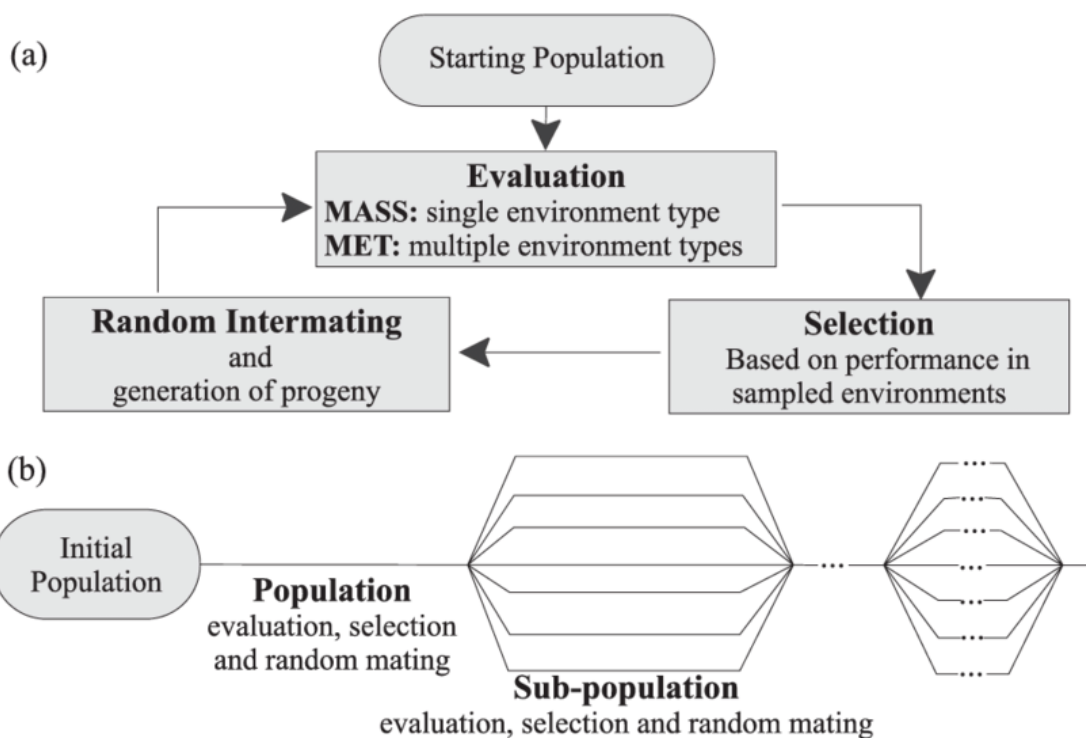 (a)
Starting Population
Evaluation
MASS: single environment type
MET: multiple environment types
Random Intermating
and
generation of progeny
Selection
Based on performance in
sampled environments
(b)
Initial
Population
Population
evaluation, selection
and random mating
Sub-population
evaluation, selection and random mating